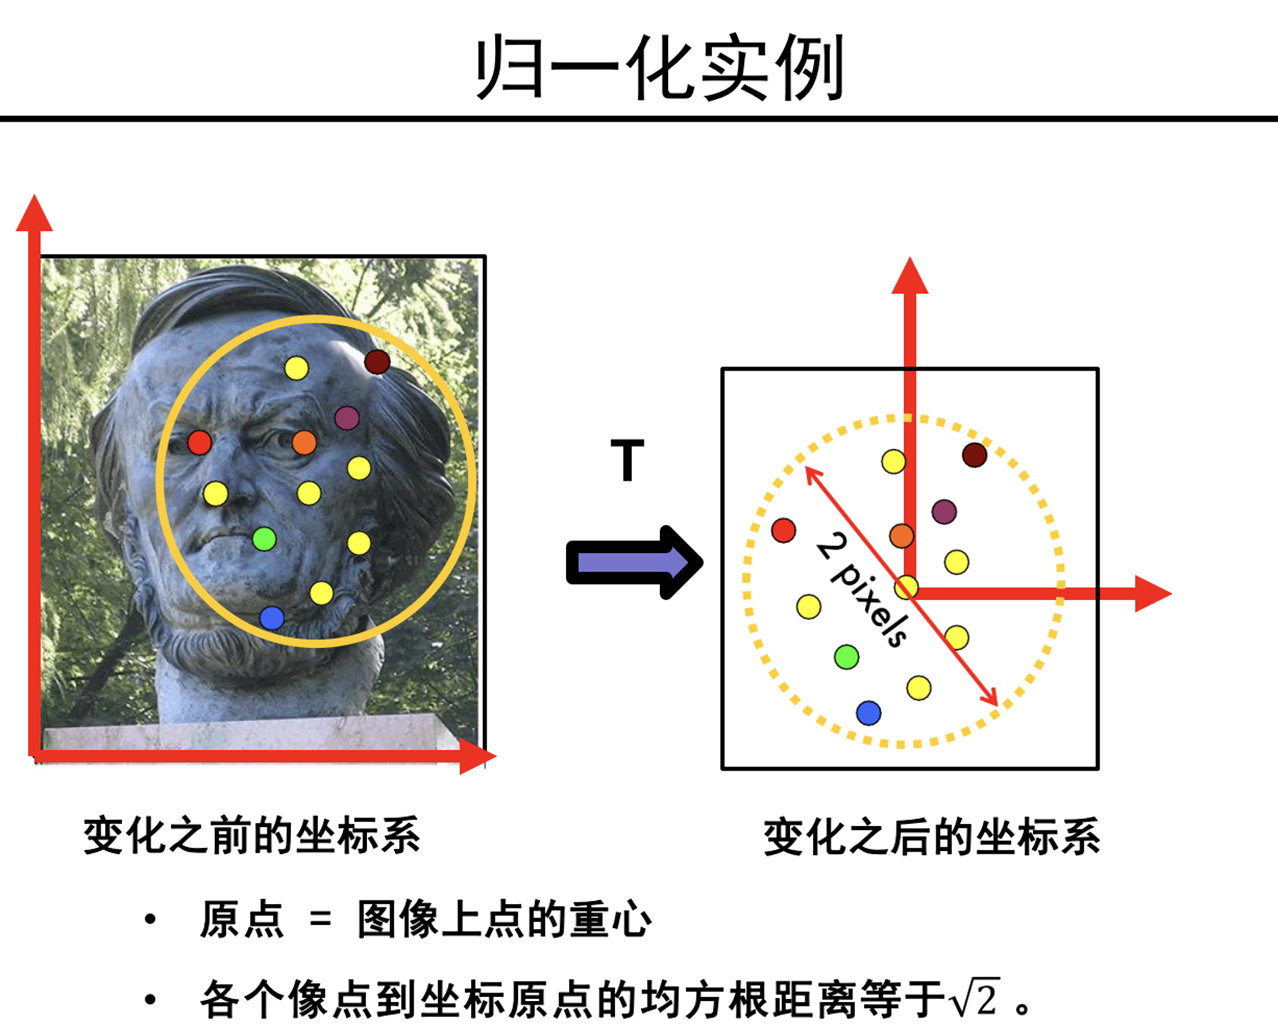 归一化实例
T
2 pixels
变化之前的坐标系
变化之后的坐标系
• 原点 = 图像上点的重心
• 各个像点到坐标原点的均方根距离等于√2 。